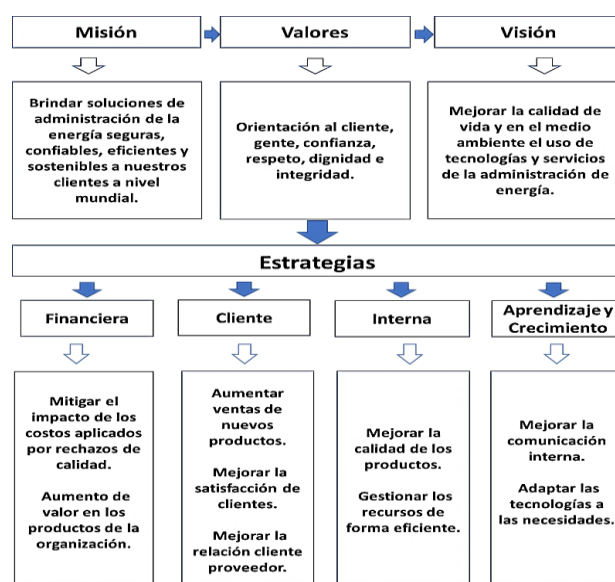 Misión
Valores
Visión
Brindar soluciones de
administración de la
energía seguras,
confiables, eficientes y
sostenibles a nuestros
clientes a nivel
mundial.
Orientación al cliente,
gente, confianza,
respeto, dignidad e
integridad.
Mejorar la calidad de
vida y en el medio
ambiente el uso de
tecnologías y servicios
de la administración de
energía.
Estrategias
Financiera
Cliente
Interna
Aprendizaje y
Crecimiento
Mitigar el
impacto de los
costos aplicados
por rechazos de
calidad.
Aumento de
valor en los
productos de la
organización.
Aumentar
ventas de
nuevos
productos.
Mejorar la
satisfacción de
clientes.
Mejorar la
relación cliente
proveedor.
Mejorar la
calidad de los
productos.
Gestionar los
recursos de
forma eficiente.
Mejorar la
comunicación
interna.
Adaptar las
tecnologías a
las necesidades.